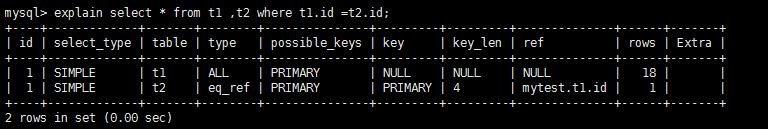 mysql> explain select * from t1 ,t2 where t1.id =t2.id;
+----+-------------+-------+--------+---------------+---------+---------+--------------+------+-------+
| id | select_type | table | type | possible_keys | key | key_len | ref | rows | Extra |
+----+-------------+-------+--------+---------------+---------+---------+--------------+------+-------+
| 1 | SIMPLE | t1 | ALL | PRIMARY | NULL | NULL | NULL | 18 | |
| 1 | SIMPLE | t2 | eq_ref | PRIMARY | PRIMARY | 4 | mytest.t1.id | 1 | |
+----+-------------+-------+--------+---------------+---------+---------+--------------+------+-------+
2 rows in set (0.00 sec)